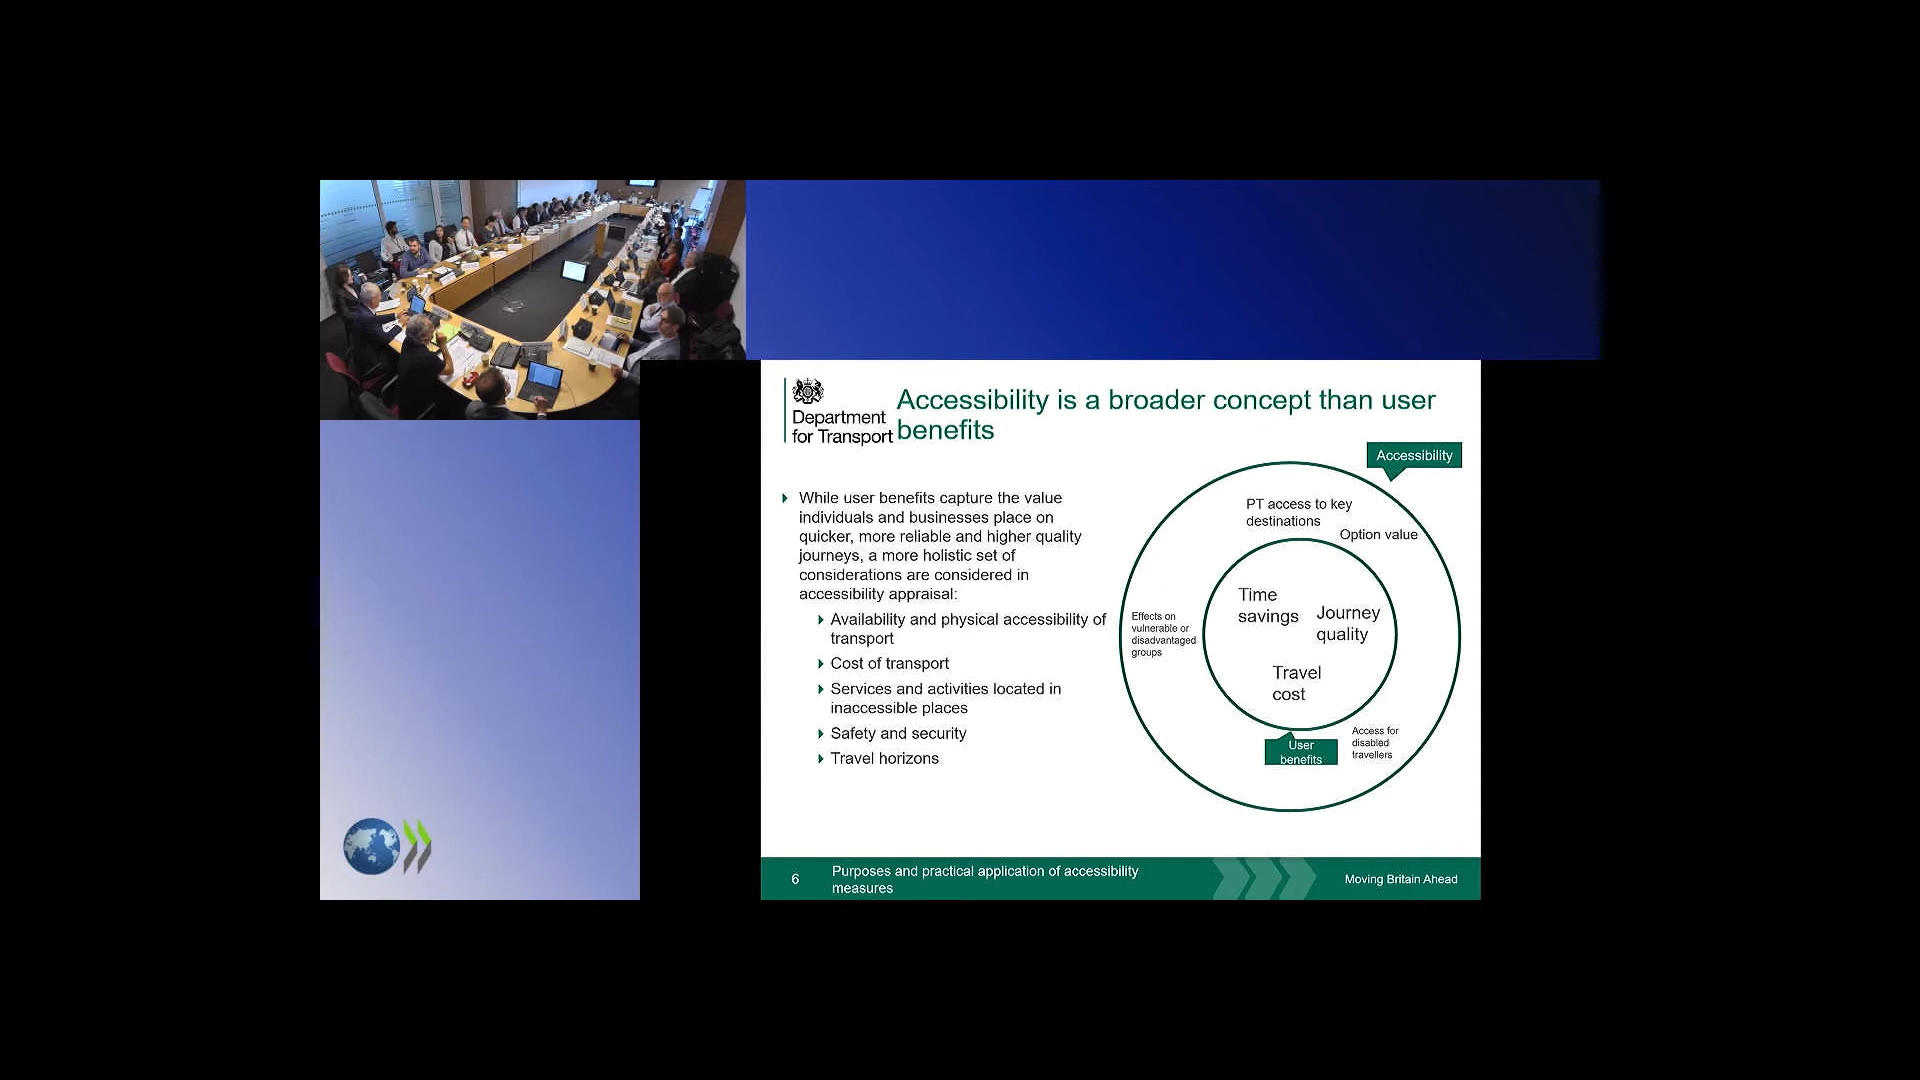 Department
for Transport
Accessibility is a broader concept than user
benefits
While user benefits capture the value
individuals and businesses place on
quicker, more reliable and higher quality
journeys, a more holistic set of
considerations are considered in
accessibility appraisal:
Availability and physical accessibility of
transport
Cost of transport
Services and activities located in
inaccessible places
Safety and security
Travel horizons
Accessibility
PT access to key
destinations
Option value
Time
savings
Journey
quality
Travel
cost
Effects on
vulnerable or
disadvantaged
groups
User
benefits
Access for
disabled
travellers
6
Purposes and practical application of accessibility
measures
Moving Britain Ahead